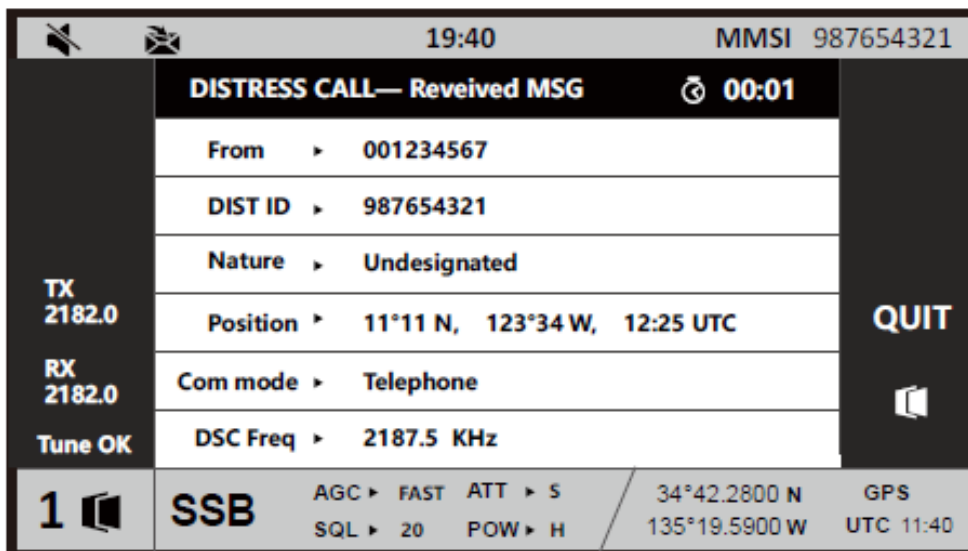 19:40 MMSI 987654321
DISTRESS CALL— Reveived MSG 00:01
From ▸ 001234567
DIST ID ▸ 987654321
Nature ▸ Undesignated
Position ▸ 11°11 N, 123°34 W, 12:25 UTC
Com mode ▸ Telephone
DSC Freq ▸ 2187.5 KHz
TX
2182.0
RX
2182.0
Tune OK
QUIT
1 SSB
AGC ▸ FAST ATT ▸ S
SQL ▸ 20 POW ▸ H
34°42.2800 N
135°19.5900 W
GPS
UTC 11:40